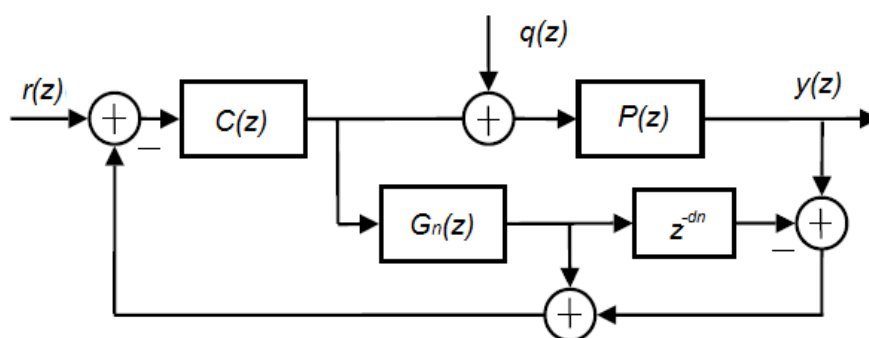 q(z)
r(z)
y(z)
+
−
C(z)
+
P(z)
Gn(z)
z^-dn
−
+
+